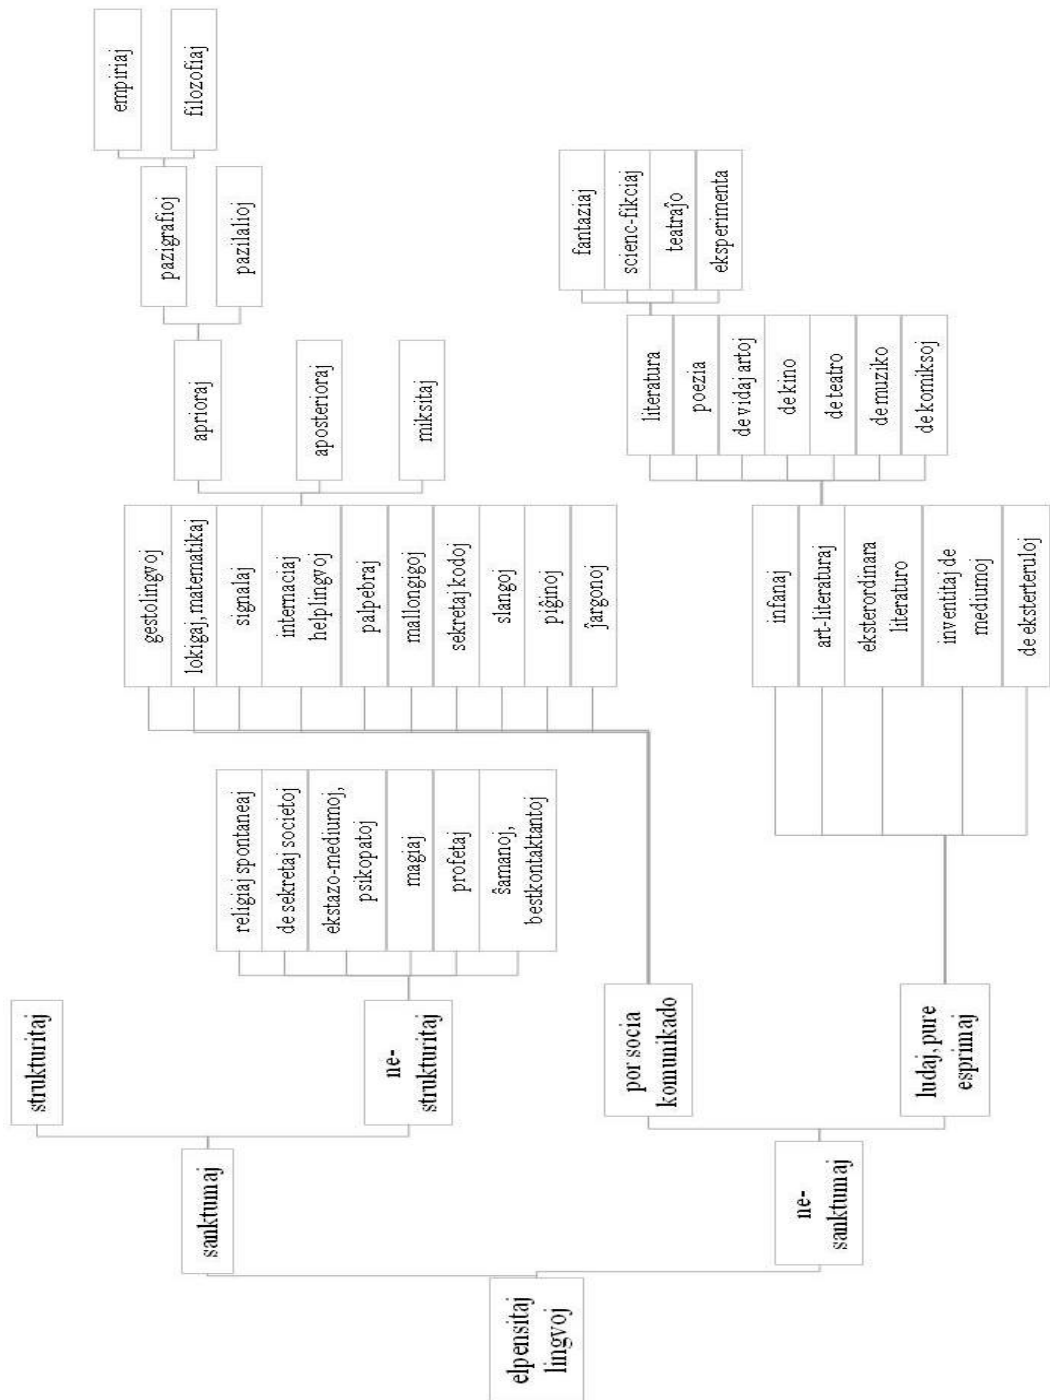 elpensitaj
lingvoj
sanktumaj
ne-
sanktumaj
strukturitaj
ne-
strukturitaj
por socia
komunikado
ludaj, pure
esprimaj
religiaj spontaneaj
de sekretaj societoj
ekstazo-mediumoj,
psikopatoj
magiaj
profetaj
ŝamanoj,
bestkontaktantoj
gestolingvoj
lokigaj, matematikaj
signalaj
internaciaj
helplingvoj
palpebraj
mallongigoj
sekretaj kodoj
slangoj
piĝinoj
ĵargonoj
infanaj
art-literaturaj
eksterordinara
literaturo
inventitaj de
mediumoj
de eksterteruloj
aprioraj
aposterioraj
miksitaj
literatura
poezia
de vidaj artoj
de kino
de teatro
de muziko
de komiksoj
pazigrafioj
pazilalioj
fantaziaj
scienc-fikciaj
teatraĵo
eksperimenta
empiriaj
filozofiaj